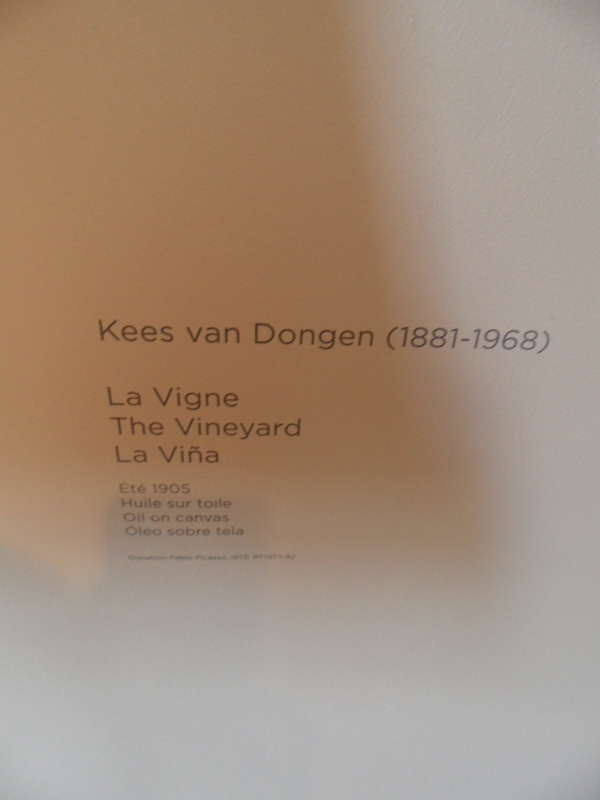 Kees van Dongen (1881-1968)
La Vigne
The Vineyard
La Viña
Été 1905
Huile sur toile
Oil on canvas
Óleo sobre tela
Donation Pablo Picasso, 1973,